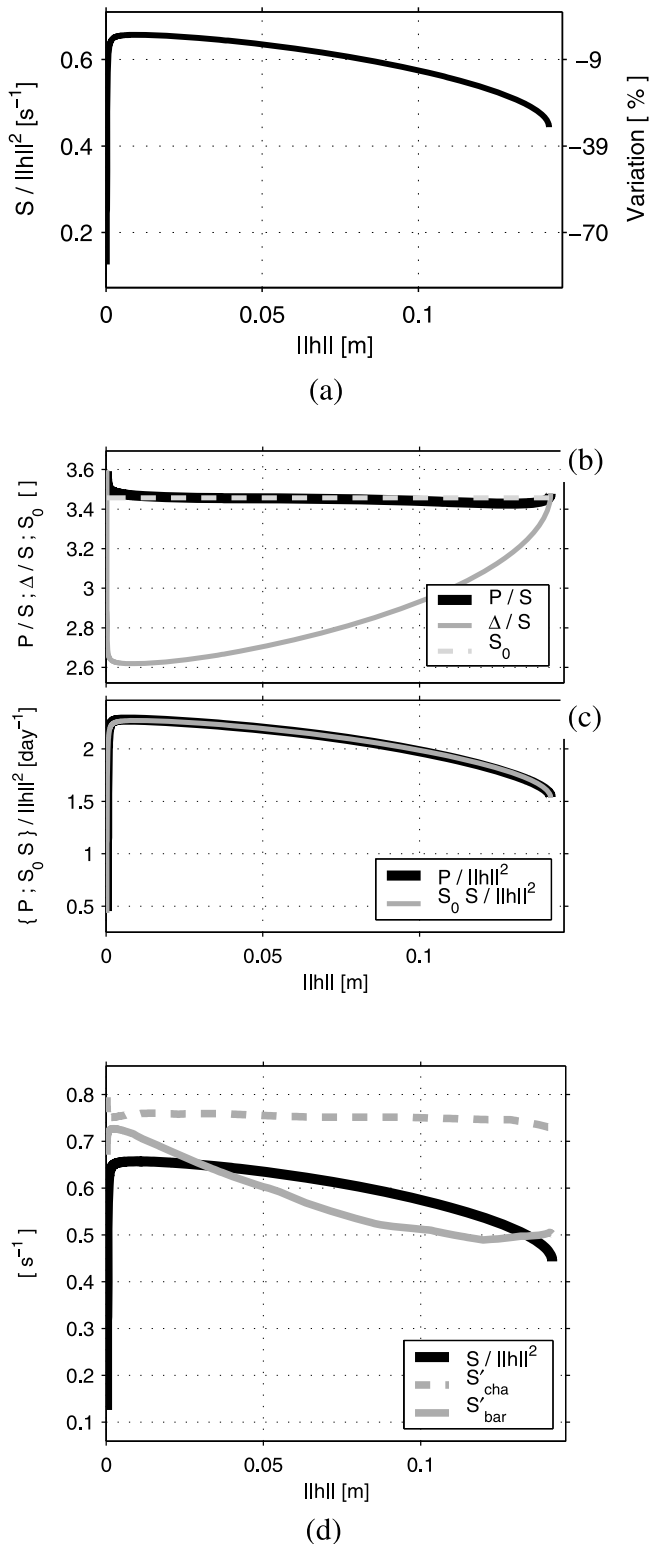 S / ||h||² [s⁻¹]
0.6
0.4
0.2
−9
−39
−70
Variation [ % ]
0
0.05
0.1
||h|| [m]
(a)
(b)
P / S ; Δ / S ; S₀ [ ]
3.6
3.4
3.2
3
2.8
2.6
P / S
Δ / S
S₀
(c)
{ P ; S₀ S } / ||h||² [day⁻¹]
2
1.5
1
0.5
P / ||h||²
S₀ S / ||h||²
0
0.05
0.1
||h|| [m]
[ s⁻¹]
0.8
0.7
0.6
0.5
0.4
0.3
0.2
0.1
S / ||h||²
S′cha
S′bar
0
0.05
0.1
||h|| [m]
(d)